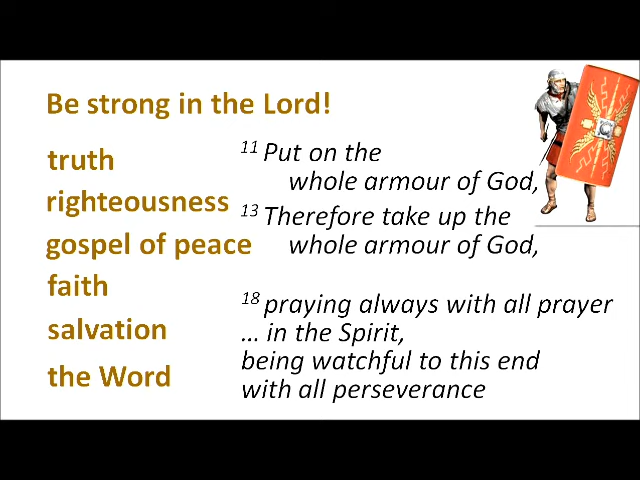 Be strong in the Lord!
truth
righteousness
gospel of peace
faith
salvation
the Word
11 Put on the
whole armour of God,
13 Therefore take up the
whole armour of God,
18 praying always with all prayer
… in the Spirit,
being watchful to this end
with all perseverance